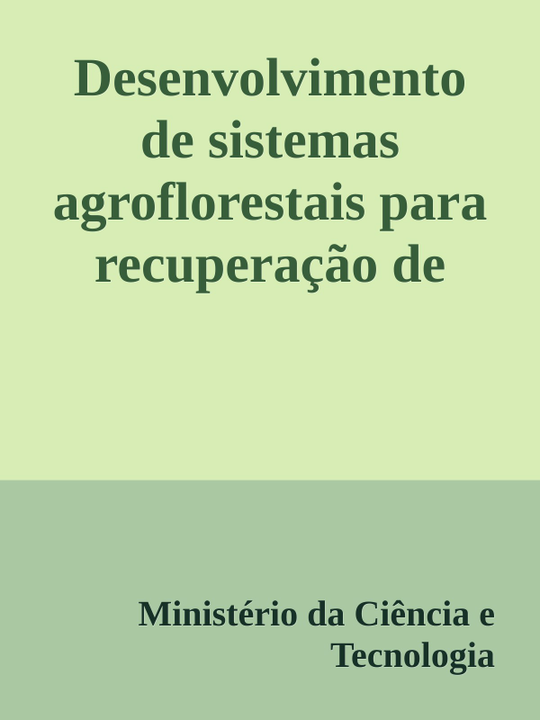 Desenvolvimento
de sistemas
agroflorestais para
recuperação de
Ministério da Ciência e
Tecnologia